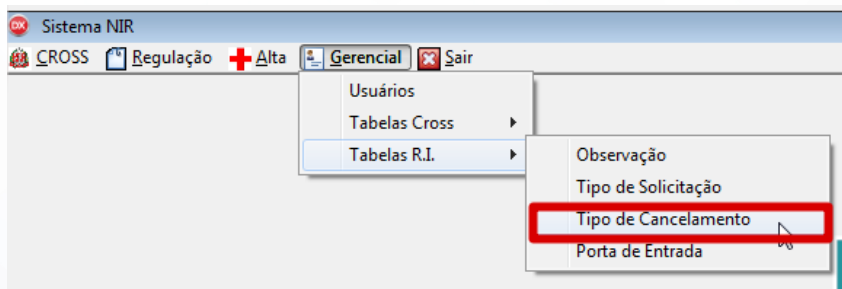 Sistema NIR
CROSS Regulação Alta Gerencial Sair
Usuários
Tabelas Cross
Tabelas R.I.
Observação
Tipo de Solicitação
Tipo de Cancelamento
Porta de Entrada